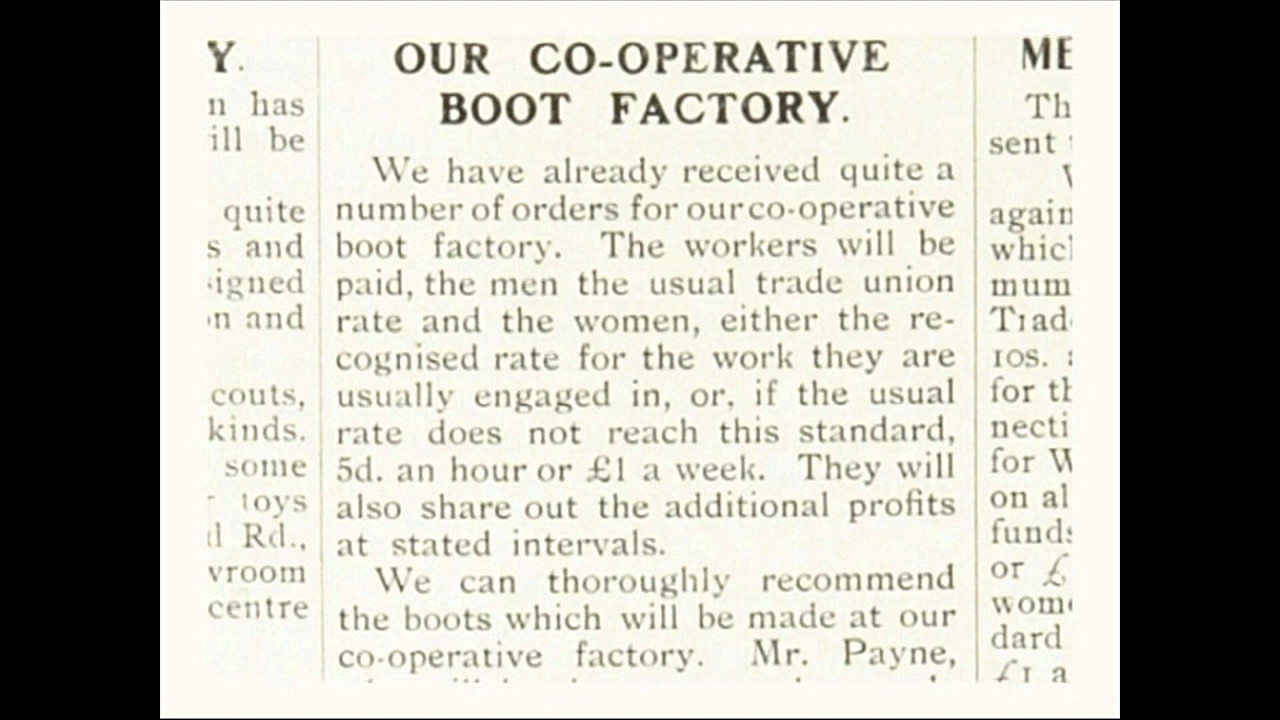 Y.
n has
ill be
quite
s and
igned
n and
couts,
kinds.
some
toys
Rd.,
vroom
centre
OUR CO-OPERATIVE
BOOT FACTORY.
We have already received quite a
number of orders for our co-operative
boot factory. The workers will be
paid, the men the usual trade union
rate and the women, either the re-
cognised rate for the work they are
usually engaged in, or, if the usual
rate does not reach this standard,
5d. an hour or £1 a week. They will
also share out the additional profits
at stated intervals.
We can thoroughly recommend
the boots which will be made at our
co-operative factory. Mr. Payne,
ME
Th
sent
again
which
mum
Trad
10s.
for th
necti
for W
on al
funds
or £
wome
dard
£1 a